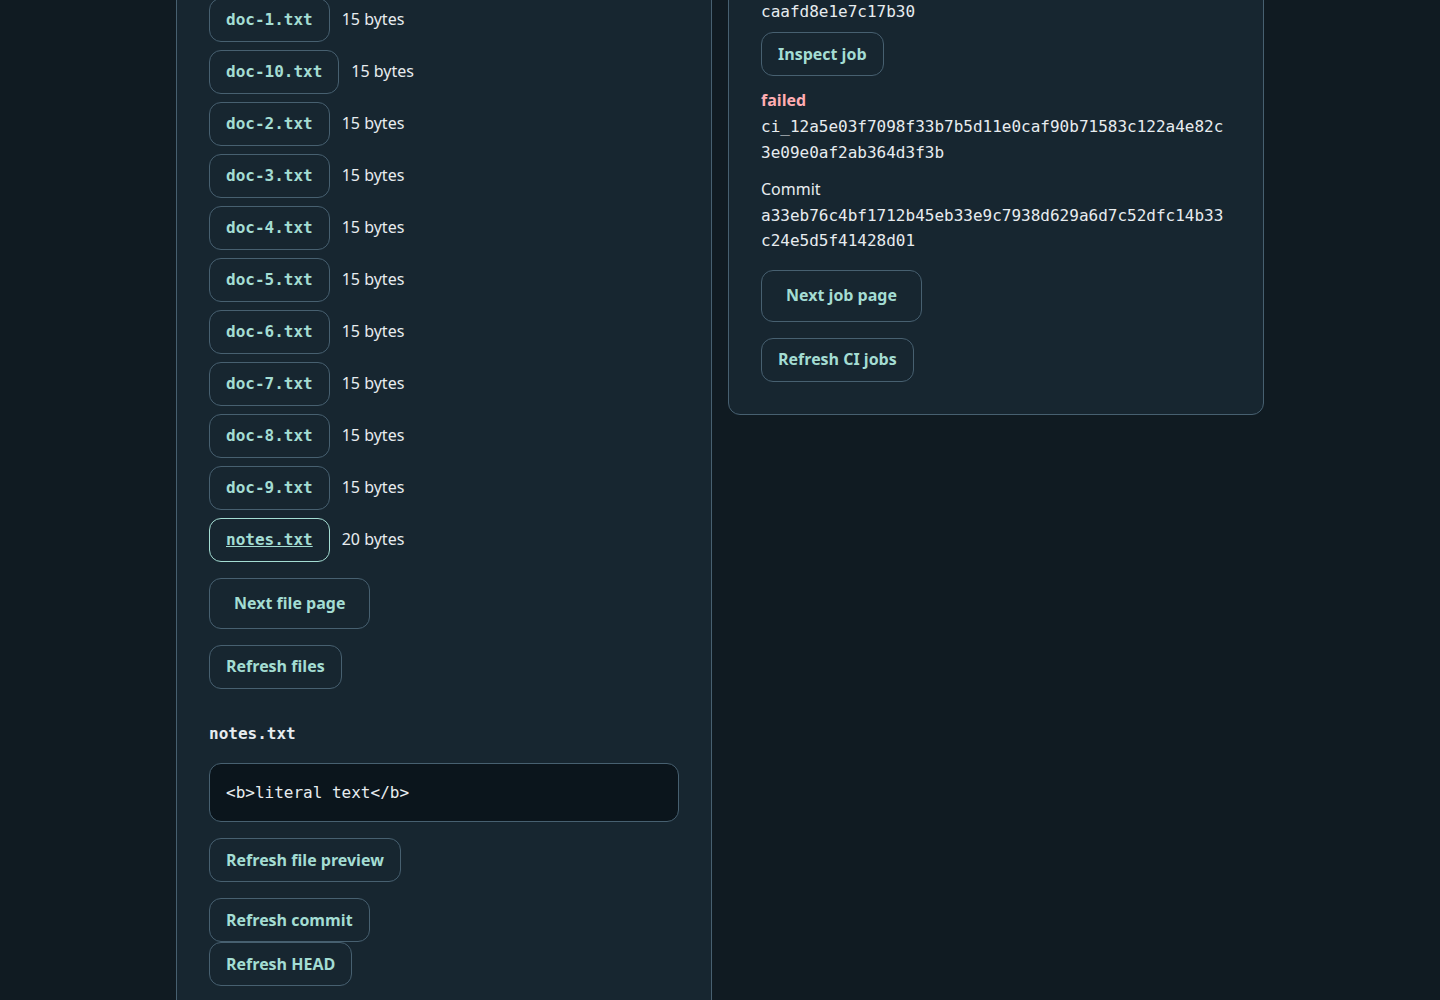 doc-1.txt 15 bytes
doc-10.txt 15 bytes
doc-2.txt 15 bytes
doc-3.txt 15 bytes
doc-4.txt 15 bytes
doc-5.txt 15 bytes
doc-6.txt 15 bytes
doc-7.txt 15 bytes
doc-8.txt 15 bytes
doc-9.txt 15 bytes
notes.txt 20 bytes
Next file page
Refresh files
notes.txt
<b>literal text</b>
Refresh file preview
Refresh commit
Refresh HEAD
caafd8e1e7c17b30
Inspect job
failed
ci_12a5e03f7098f33b7b5d11e0caf90b71583c122a4e82c
3e09e0af2ab364d3f3b
Commit
a33eb76c4bf1712b45eb33e9c7938d629a6d7c52dfc14b33
c24e5d5f41428d01
Next job page
Refresh CI jobs